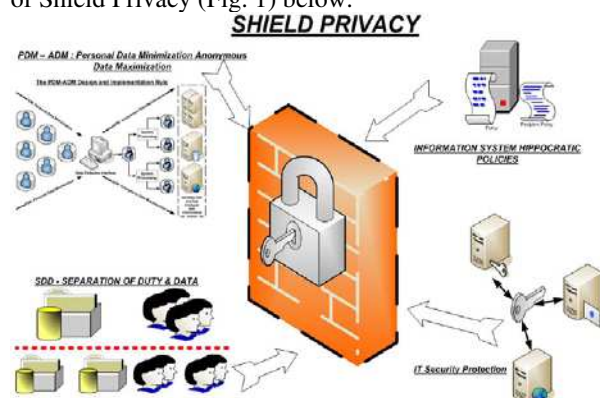 of Shield Privacy (Fig. 1) below:
SHIELD PRIVACY
PDM – ADM : Personal Data Minimization Anonymous
Data Maximization
The PDM-ADM Design and Implementation Rule
INFORMATION SYSTEM HIPPOCRATIC
POLICIES
SDD - SEPARATION OF DUTY & DATA
IT Security Protection